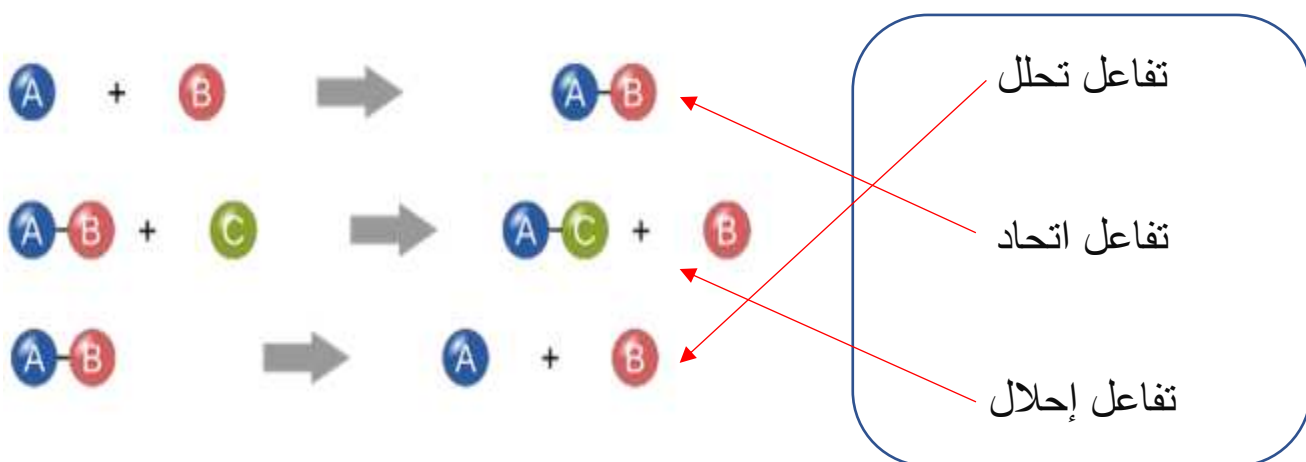 A + B A-B
A-B + C A-C + B
A-B A + B
تفاعل تحلل
تفاعل اتحاد
تفاعل إحلال